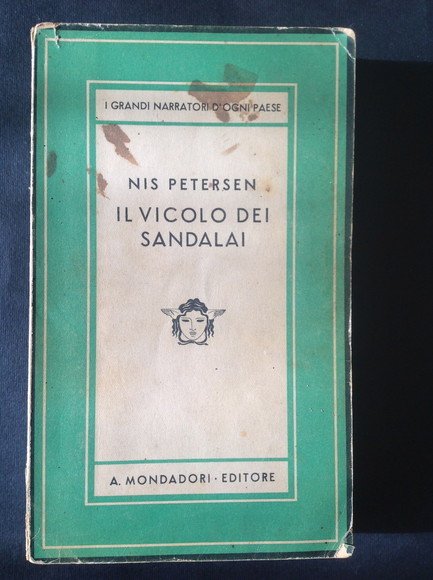 I GRANDI NARRATORI D'OGNI PAESE
NIS PETERSEN
IL VICOLO DEI
SANDALAI
A. MONDADORI · EDITORE